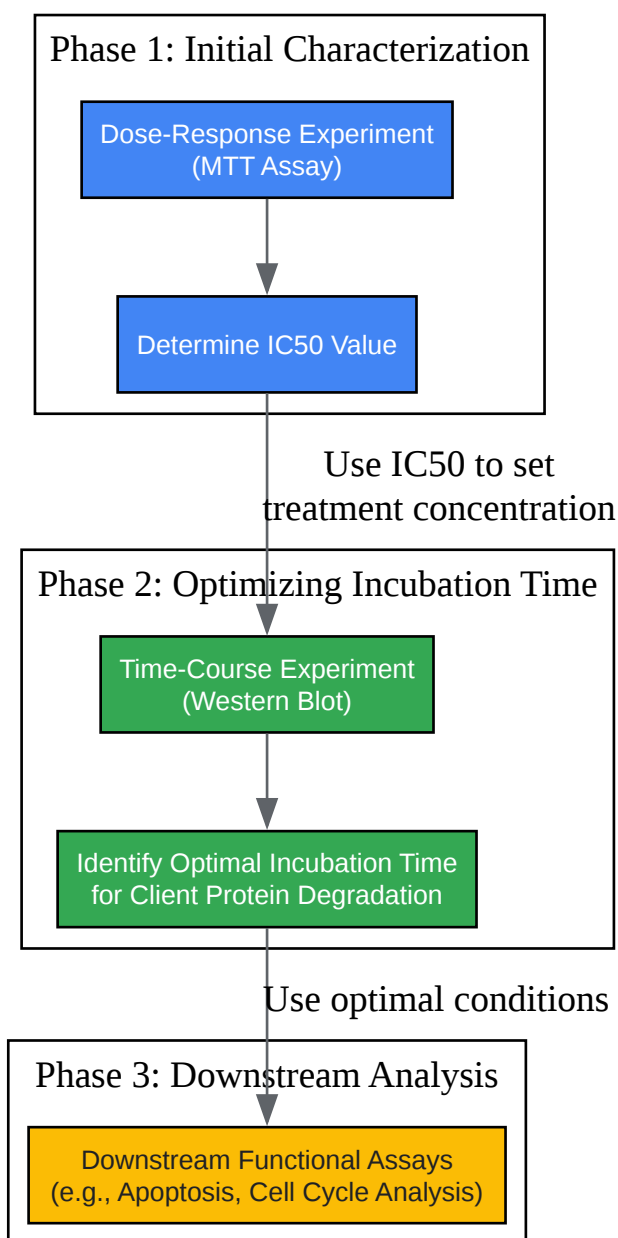 Phase 1: Initial Characterization
Dose-Response Experiment
(MTT Assay)
Determine IC50 Value
Use IC50 to set
treatment concentration
Phase 2: Optimizing Incubation Time
Time-Course Experiment
(Western Blot)
Identify Optimal Incubation Time
for Client Protein Degradation
Use optimal conditions
Phase 3: Downstream Analysis
Downstream Functional Assays
(e.g., Apoptosis, Cell Cycle Analysis)